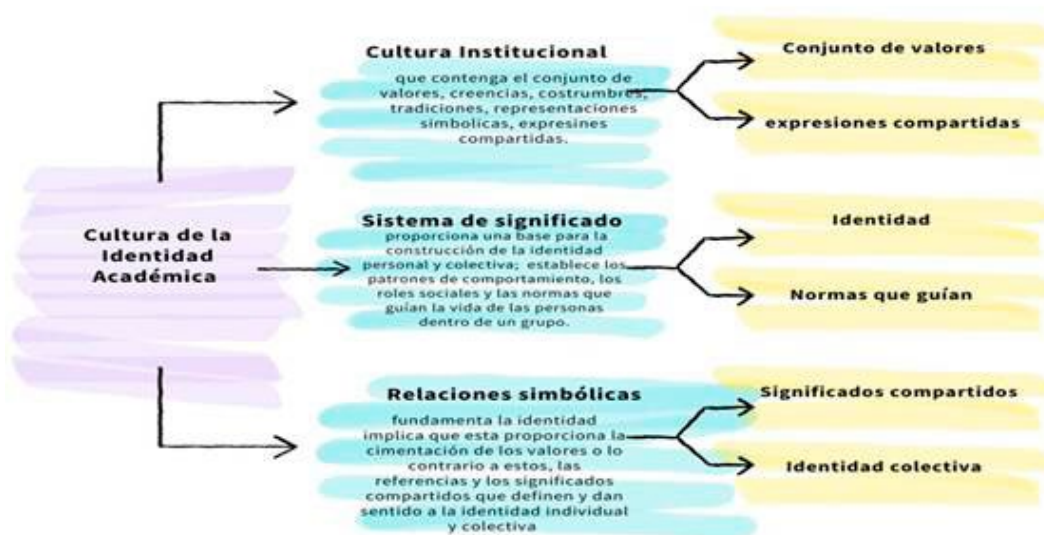 Cultura de la
Identidad
Académica
Cultura Institucional
que contenga el conjunto de
valores, creencias, costrumbres,
tradiciones, representaciones
simbolicas, expresines
compartidas.
Conjunto de valores
expresiones compartidas
Sistema de significado
proporciona una base para la
construcción de la identidad
personal y colectiva; establece los
patrones de comportamiento, los
roles sociales y las normas que
guían la vida de las personas
dentro de un grupo.
Identidad
Normas que guían
Relaciones simbólicas
fundamenta la identidad
implica que esta proporciona la
cimentación de los valores o lo
contrario a estos, las
referencias y los significados
compartidos que definen y dan
sentido a la identidad individual
y colectiva
Significados compartidos
Identidad colectiva